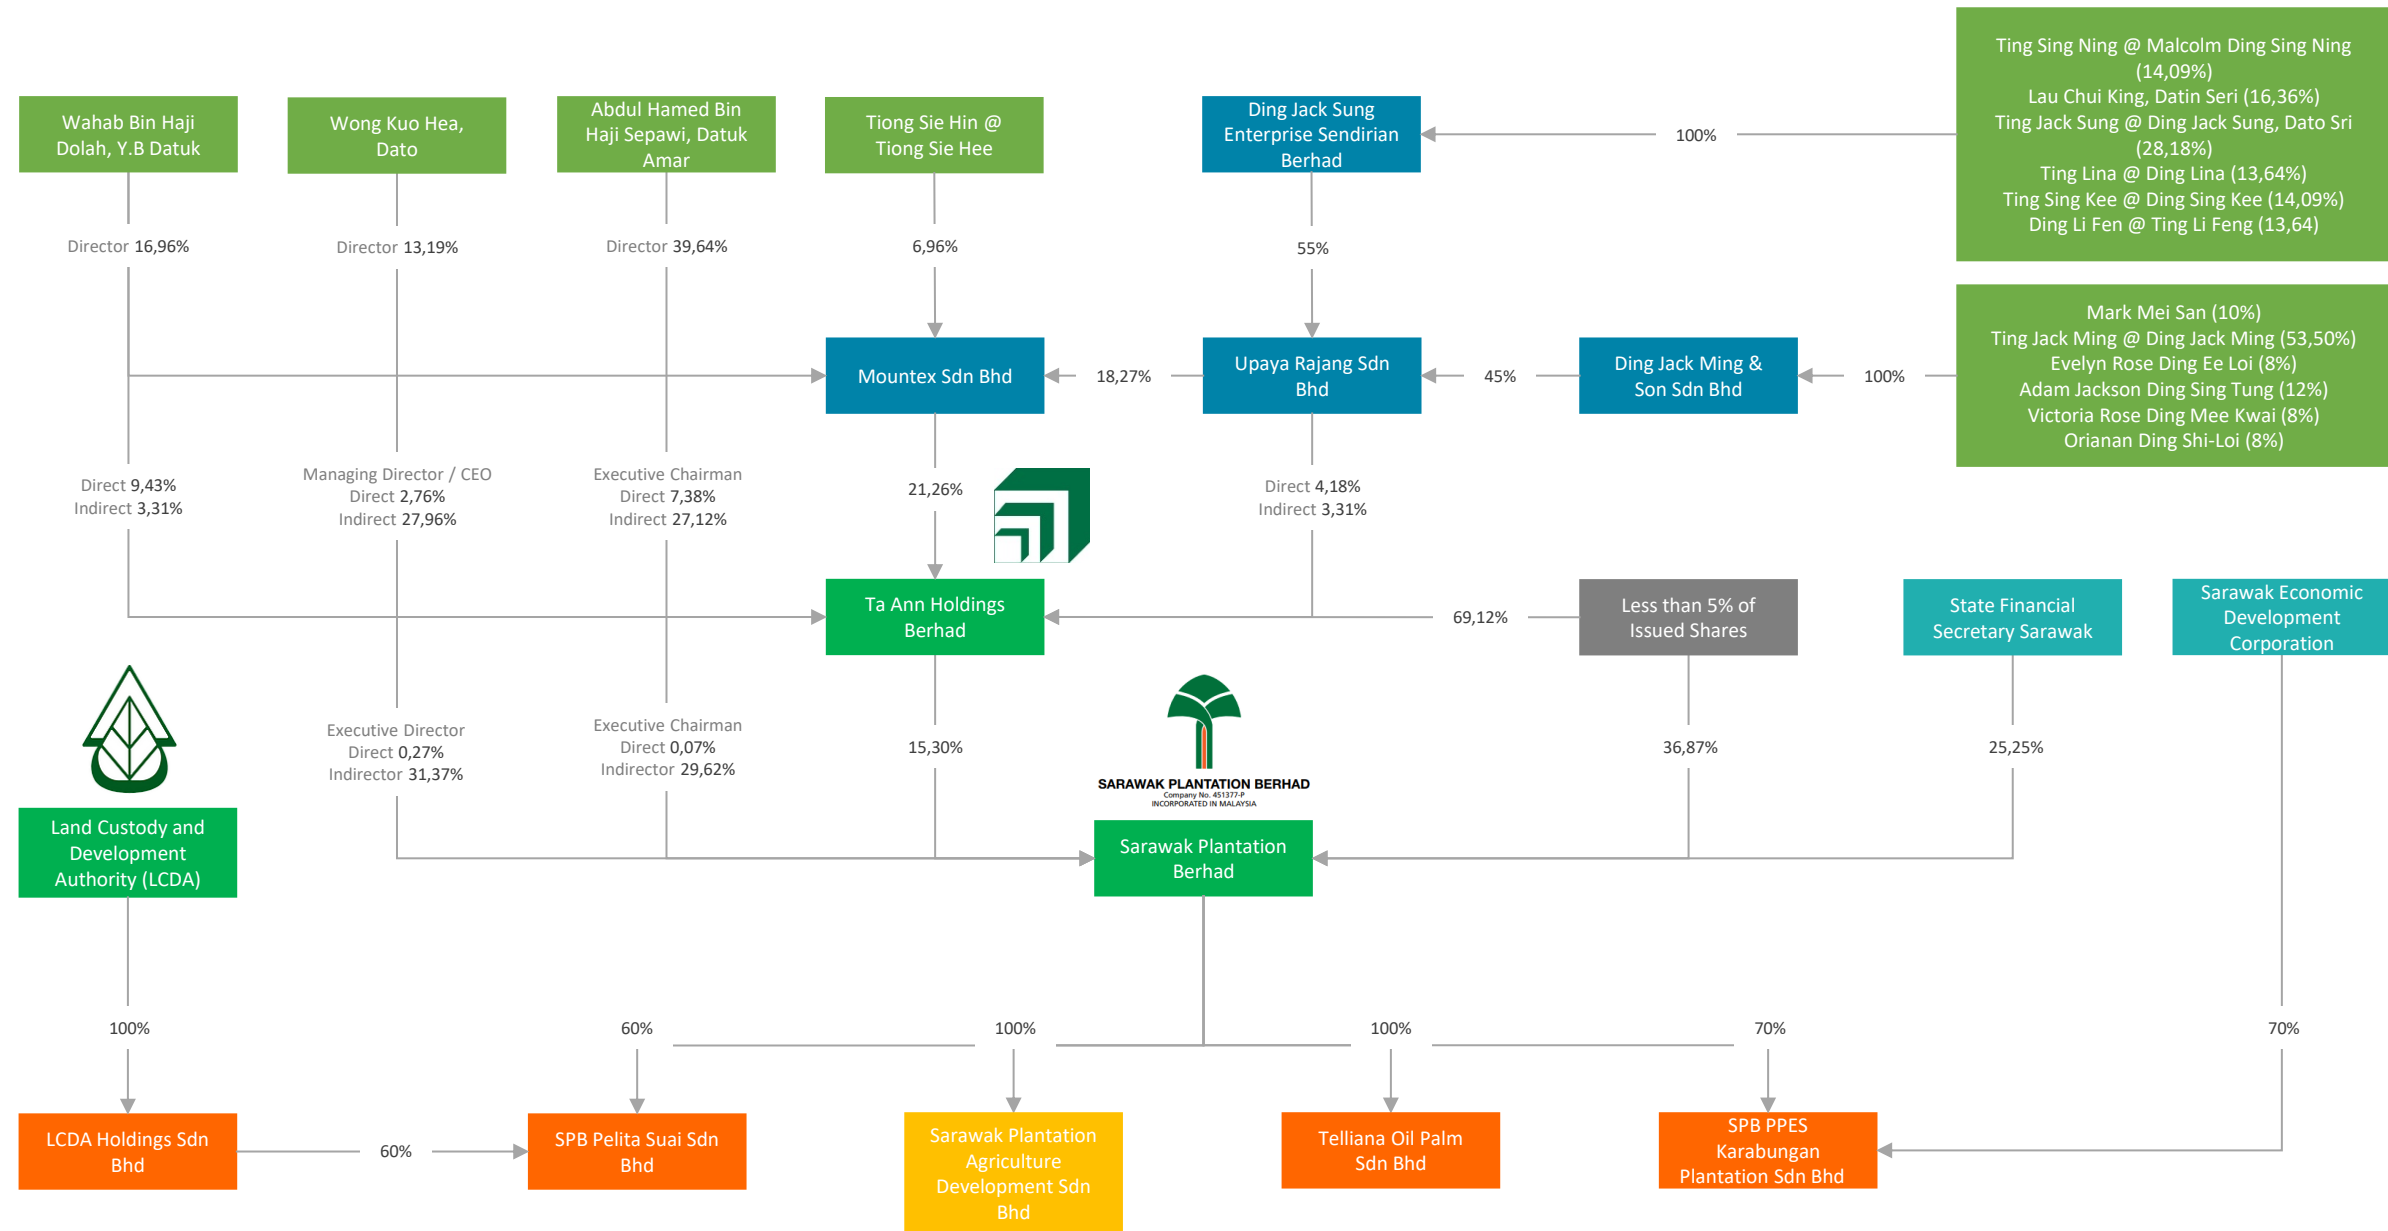 Ting Sing Ning @ Malcolm Ding Sing Ning
(14,09%)
Lau Chui King, Datin Seri (16,36%)
Ting Jack Sung @ Ding Jack Sung, Dato Sri
(28,18%)
Ting Lina @ Ding Lina (13,64%)
Ting Sing Kee @ Ding Sing Kee (14,09%)
Ding Li Fen @ Ting Li Feng (13,64)
Wahab Bin Haji
Dolah, Y.B Datuk
Wong Kuo Hea,
Dato
Abdul Hamed Bin
Haji Sepawi, Datuk
Amar
Tiong Sie Hin @
Tiong Sie Hee
Ding Jack Sung
Enterprise Sendirian
Berhad
100%
Director 16,96%
Director 13,19%
Director 39,64%
6,96%
55%
Mark Mei San (10%)
Ting Jack Ming @ Ding Jack Ming (53,50%)
Evelyn Rose Ding Ee Loi (8%)
Adam Jackson Ding Sing Tung (12%)
Victoria Rose Ding Mee Kwai (8%)
Orianan Ding Shi-Loi (8%)
Mountex Sdn Bhd
18,27%
Upaya Rajang Sdn
Bhd
45%
Ding Jack Ming &
Son Sdn Bhd
100%
Direct 9,43%
Indirect 3,31%
Managing Director / CEO
Direct 2,76%
Indirect 27,96%
Executive Chairman
Direct 7,38%
Indirect 27,12%
21,26%
Direct 4,18%
Indirect 3,31%
Ta Ann Holdings
Berhad
69,12%
Less than 5% of
Issued Shares
State Financial
Secretary Sarawak
Sarawak Economic
Development
Corporation
Executive Director
Direct 0,27%
Indirector 31,37%
Executive Chairman
Direct 0,07%
Indirector 29,62%
15,30%
36,87%
25,25%
SARAWAK PLANTATION BERHAD
Company No. 451377-P
INCORPORATED IN MALAYSIA
Land Custody and
Development
Authority (LCDA)
Sarawak Plantation
Berhad
100%
60%
100%
100%
70%
70%
LCDA Holdings Sdn
Bhd
60%
SPB Pelita Suai Sdn
Bhd
Sarawak Plantation
Agriculture
Development Sdn
Bhd
Telliana Oil Palm
Sdn Bhd
SPB PPES
Karabungan
Plantation Sdn Bhd